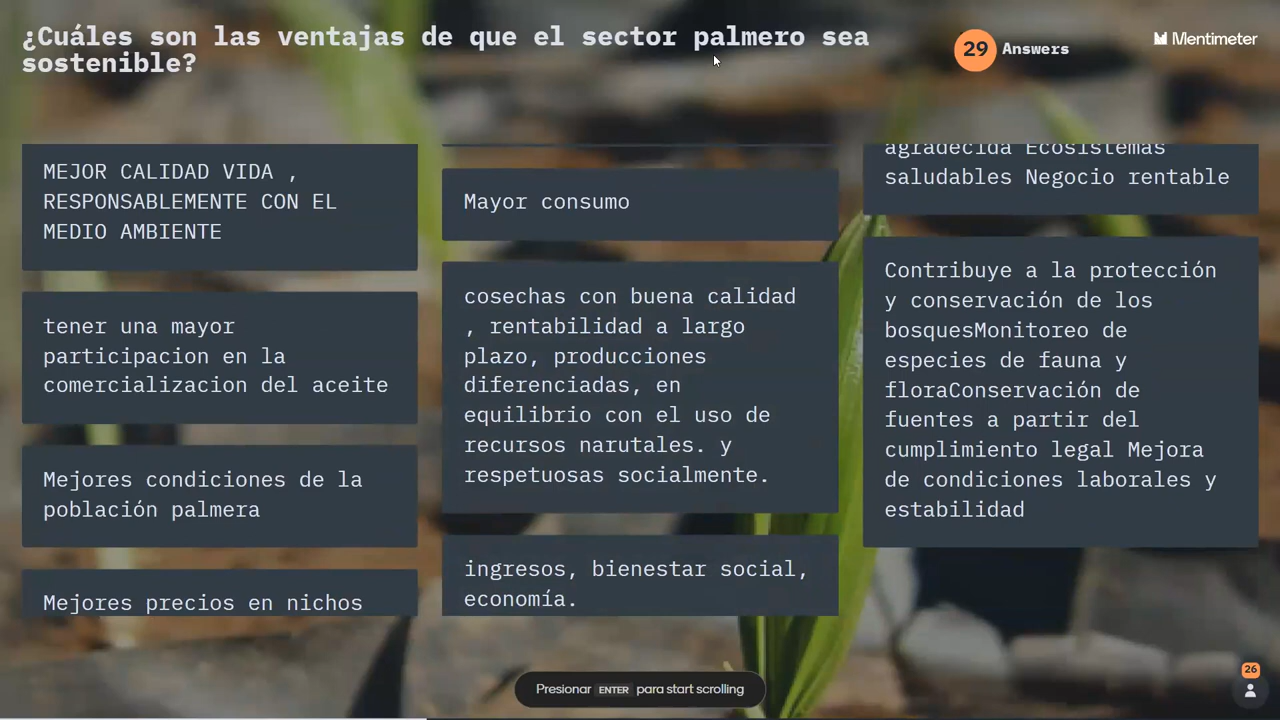 ¿Cuáles son las ventajas de que el sector palmero sea
sostenible?
29 Answers
Mentimeter
MEJOR CALIDAD VIDA ,
RESPONSABLEMENTE CON EL
MEDIO AMBIENTE
tener una mayor
participacion en la
comercializacion del aceite
Mejores condiciones de la
población palmera
Mejores precios en nichos
Mayor consumo
cosechas con buena calidad
, rentabilidad a largo
plazo, producciones
diferenciadas, en
equilibrio con el uso de
recursos narutales. y
respetuosas socialmente.
ingresos, bienestar social,
economía.
agradecida Ecosistemas
saludables Negocio rentable
Contribuye a la protección
y conservación de los
bosquesMonitoreo de
especies de fauna y
floraConservación de
fuentes a partir del
cumplimiento legal Mejora
de condiciones laborales y
estabilidad
Presionar ENTER para start scrolling
26